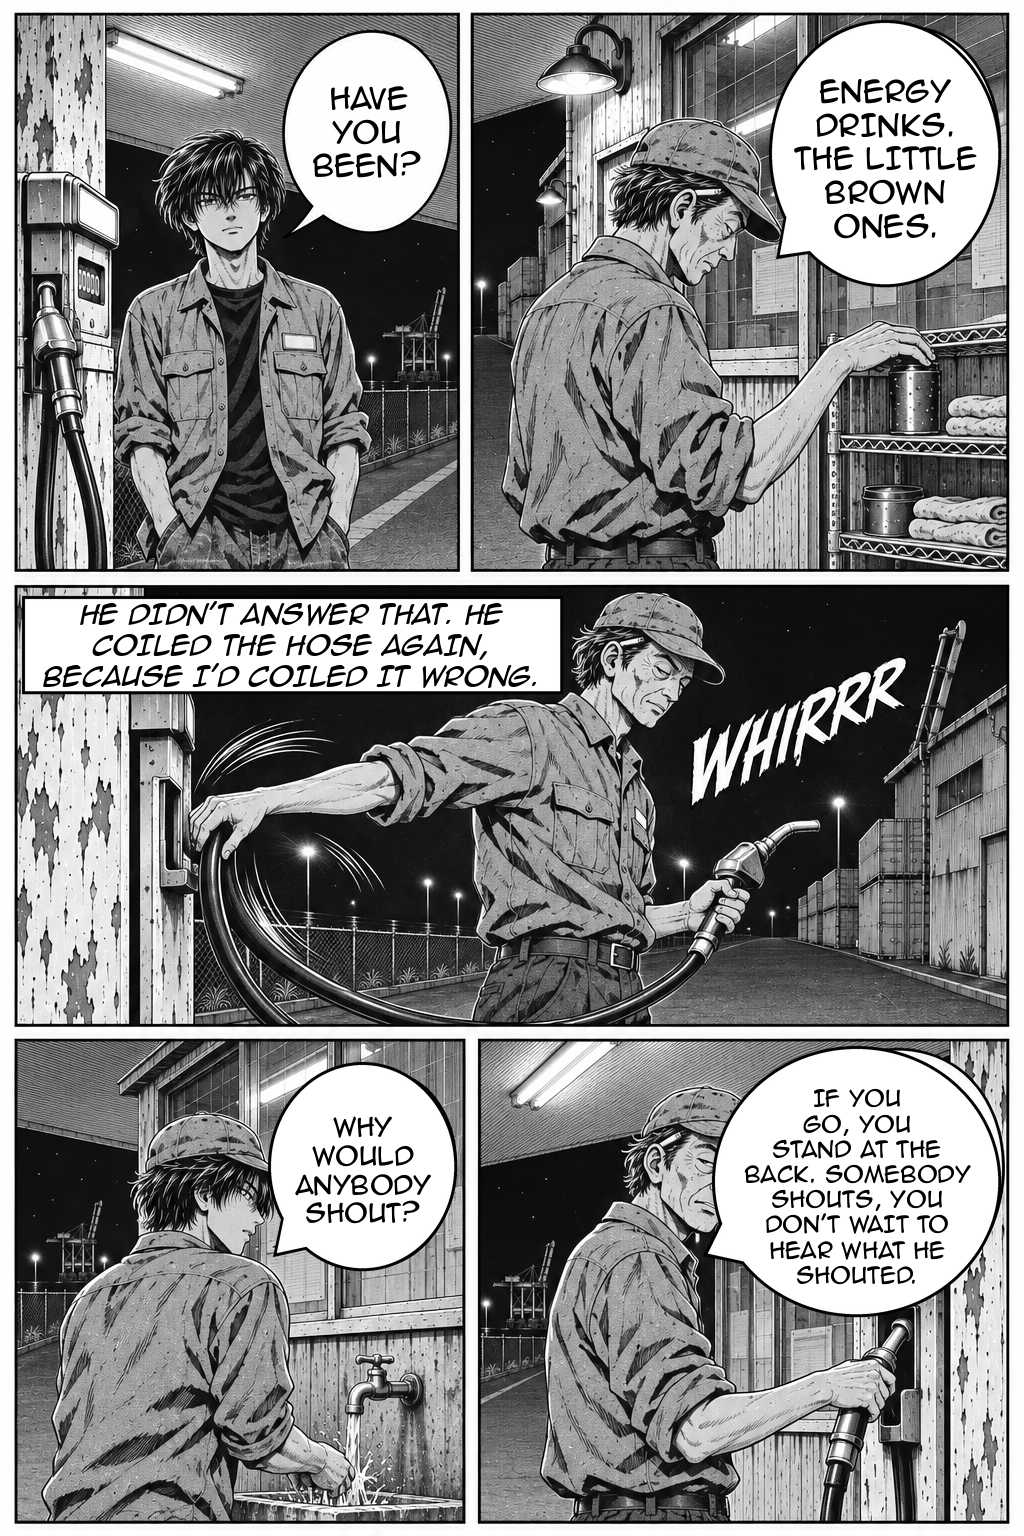 HAVE
YOU
BEEN?
ENERGY
DRINKS.
THE LITTLE
BROWN
ONES.
HE DIDN'T ANSWER THAT. HE
COILED THE HOSE AGAIN,
BECAUSE I'D COILED IT WRONG.
WHIRRR
WHY
WOULD
ANYBODY
SHOUT?
IF YOU
GO, YOU
STAND AT THE
BACK. SOMEBODY
SHOUTS, YOU
DON'T WAIT TO
HEAR WHAT HE
SHOUTED.